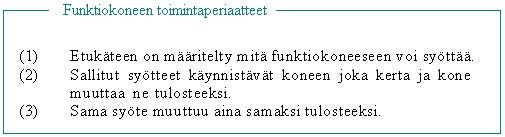 Funktiokoneen toimintaperiaatteet
(1) Etukäteen on määritelty mitä funktiokoneeseen voi syöttää.
(2) Sallitut syötteet käynnistävät koneen joka kerta ja kone
muuttaa ne tulosteeksi.
(3) Sama syöte muuttuu aina samaksi tulosteeksi.